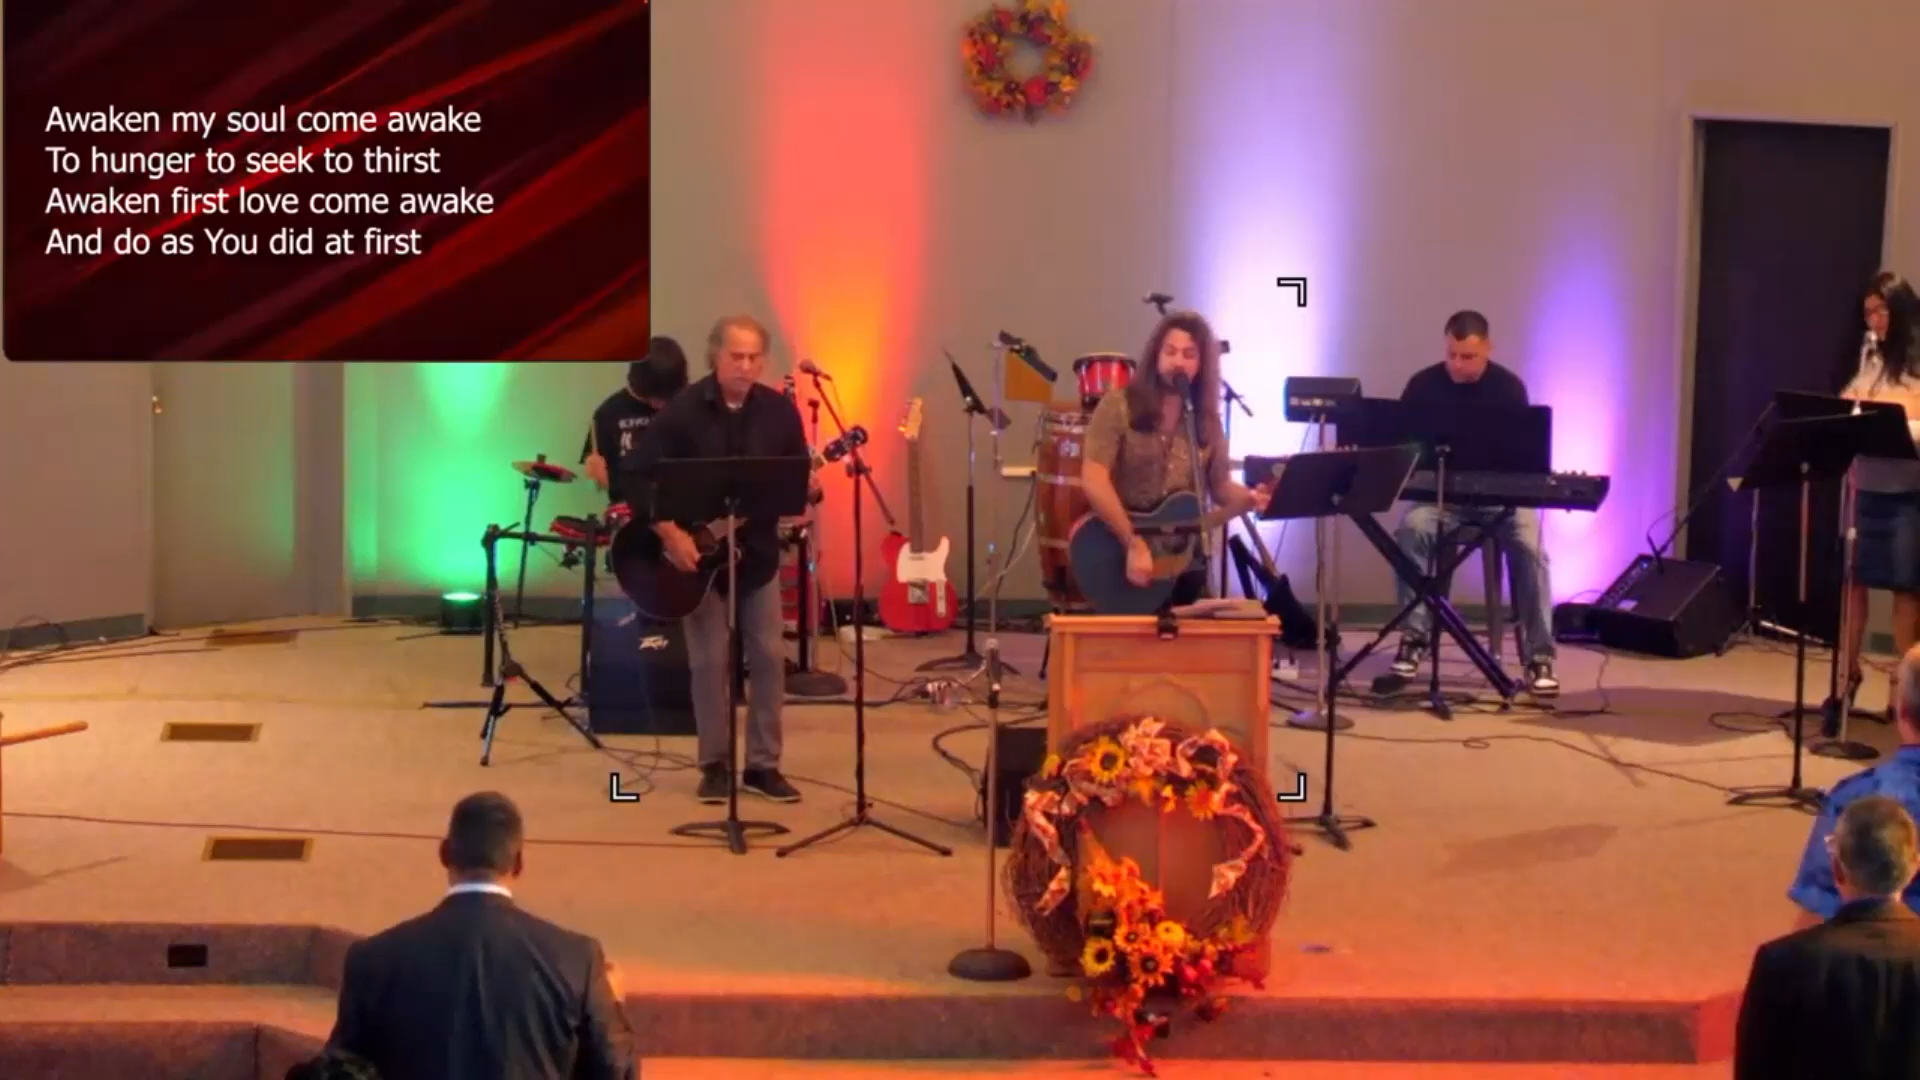 Awaken my soul come awake
To hunger to seek to thirst
Awaken first love come awake
And do as You did at first
PEAVEY